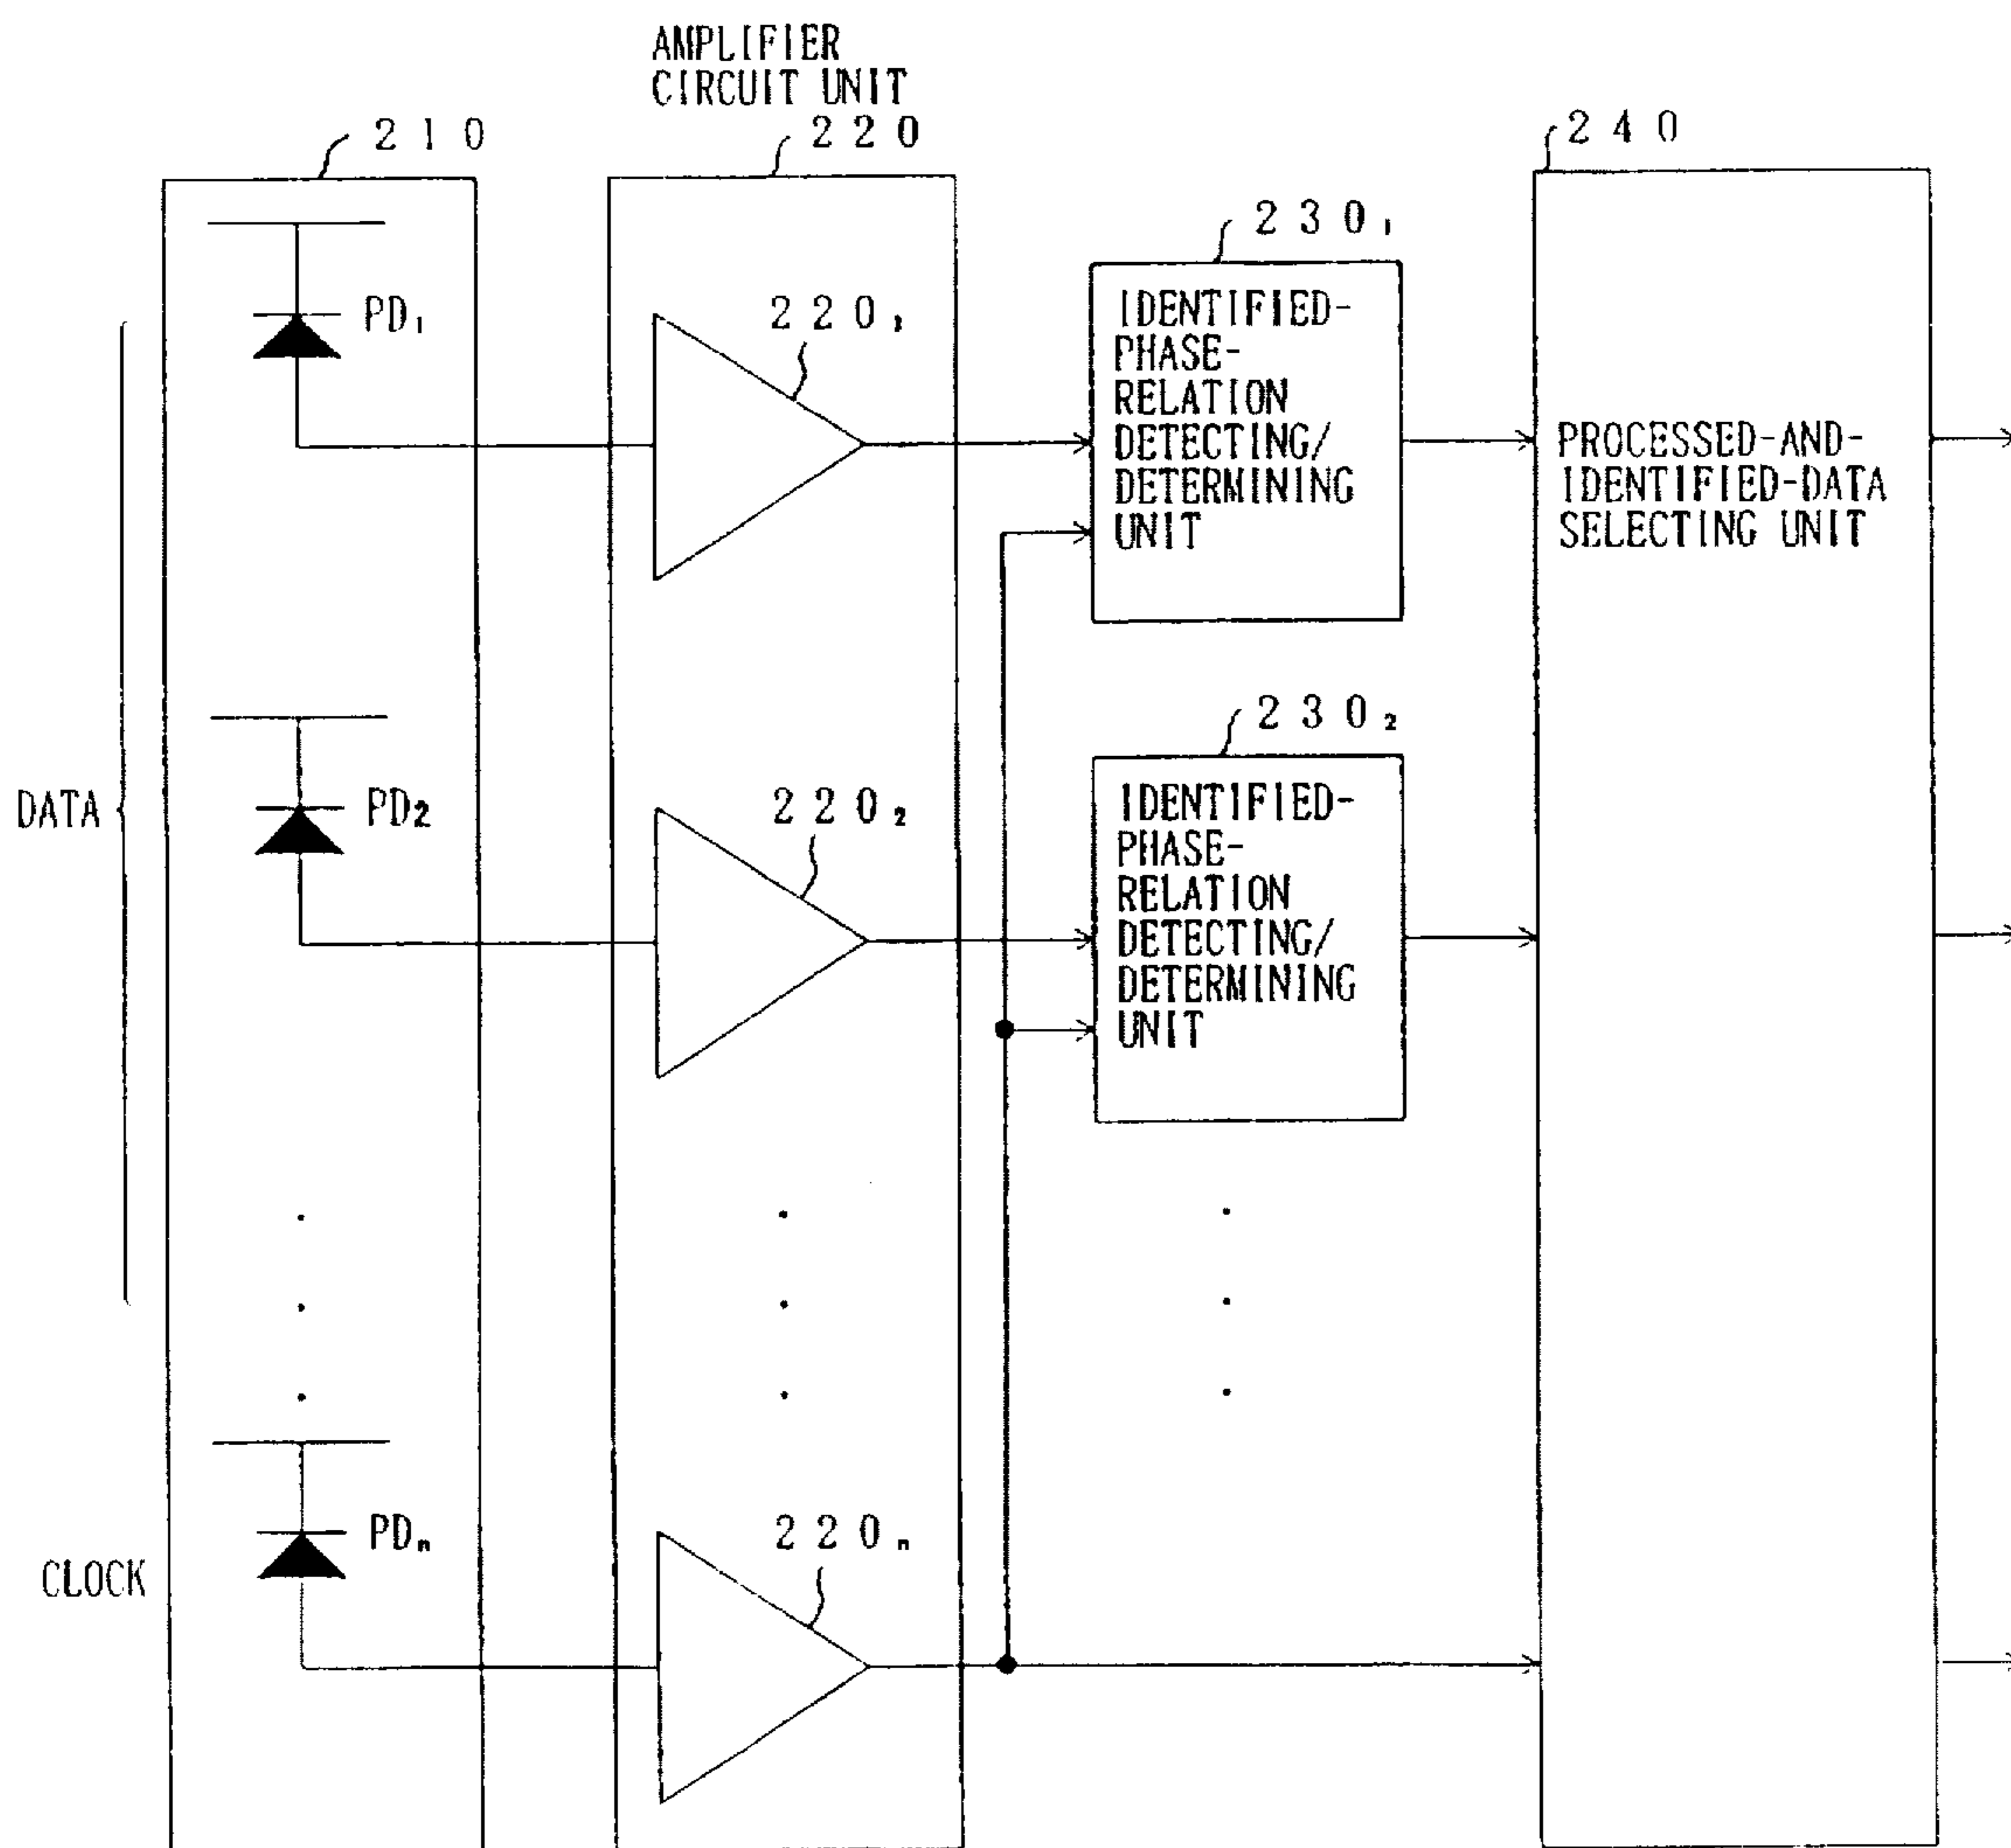 AMPLIFIER
CIRCUIT UNIT
210
220
240
230₁
PD₁
220₁
IDENTIFIED-
PHASE-
RELATION
DETECTING/
DETERMINING
UNIT
PROCESSED-AND-
IDENTIFIED-DATA
SELECTING UNIT
230₂
DATA
PD₂
220₂
IDENTIFIED-
PHASE-
RELATION
DETECTING/
DETERMINING
UNIT
CLOCK
PDₙ
220ₙ